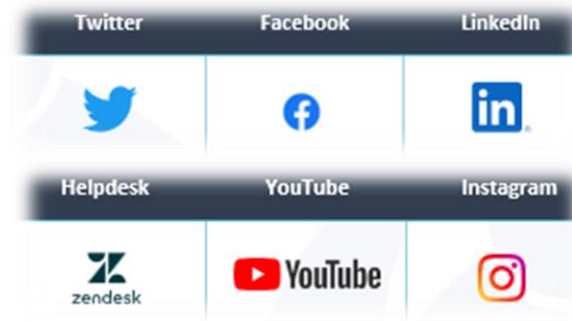 Twitter Facebook LinkedIn
in
Helpdesk YouTube Instagram
zendesk YouTube